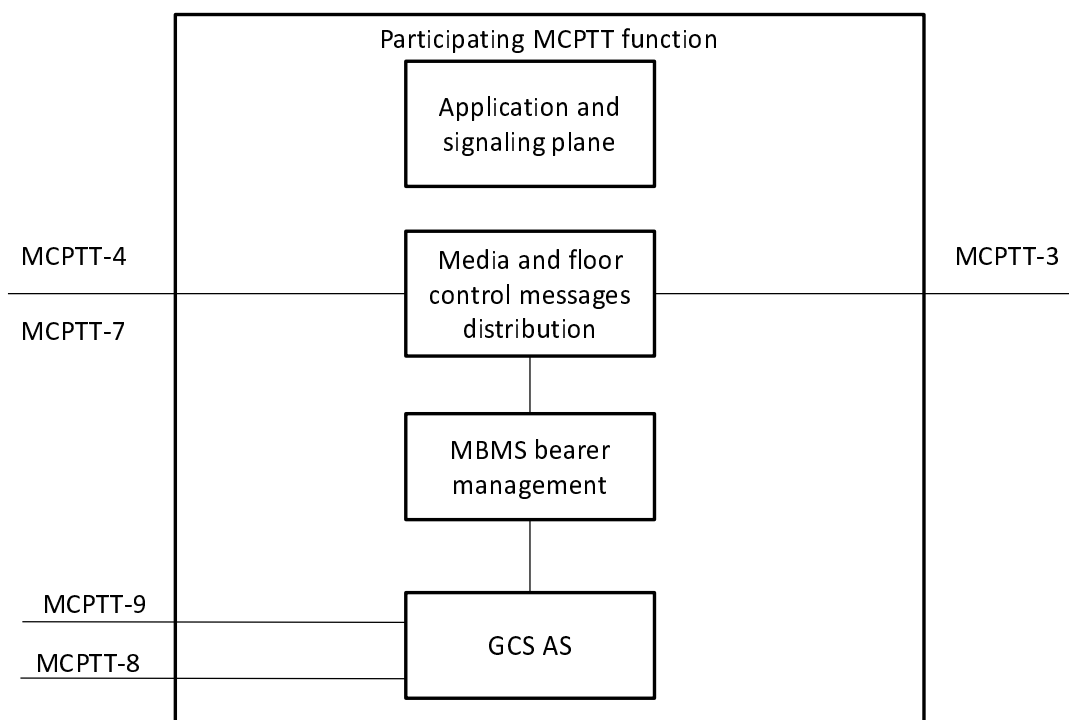 Participating MCPTT function
Application and
signaling plane
MCPTT-4
MCPTT-3
Media and floor
control messages
distribution
MCPTT-7
MBMS bearer
management
MCPTT-9
GCS AS
MCPTT-8